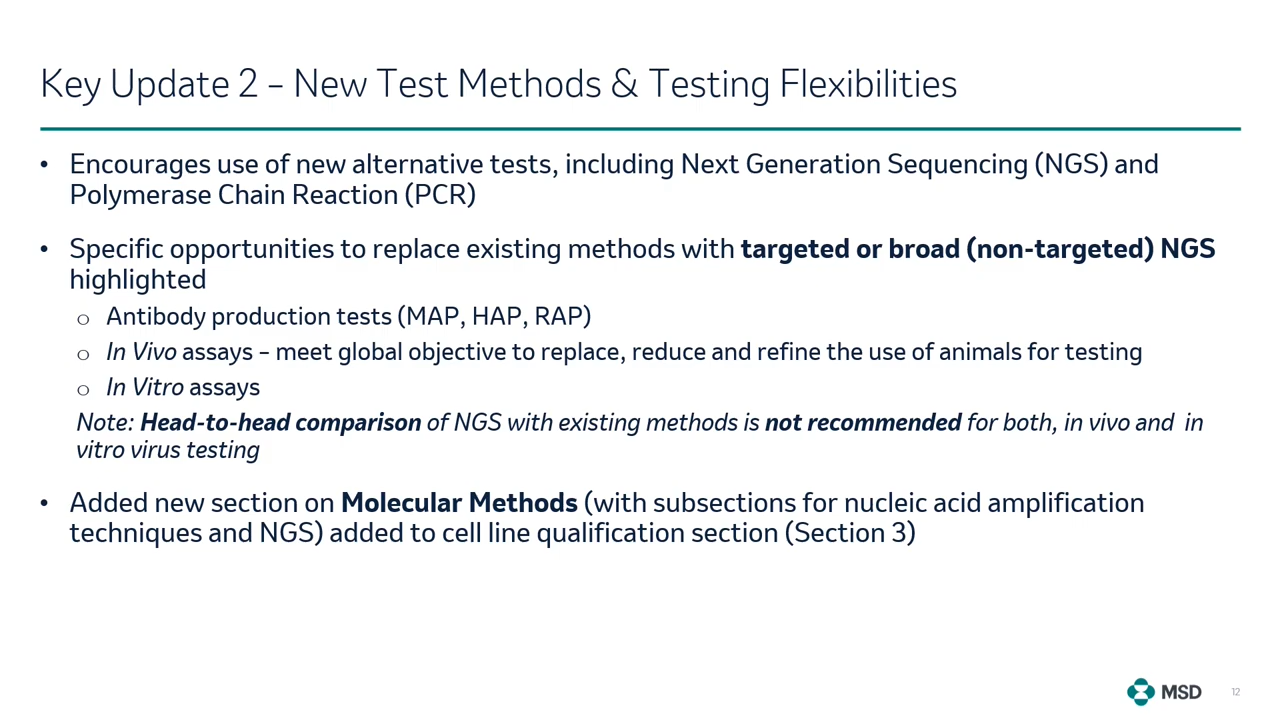 Key Update 2 – New Test Methods & Testing Flexibilities
• Encourages use of new alternative tests, including Next Generation Sequencing (NGS) and
Polymerase Chain Reaction (PCR)
• Specific opportunities to replace existing methods with targeted or broad (non-targeted) NGS
highlighted
o Antibody production tests (MAP, HAP, RAP)
o In Vivo assays – meet global objective to replace, reduce and refine the use of animals for testing
o In Vitro assays
Note: Head-to-head comparison of NGS with existing methods is not recommended for both, in vivo and in
vitro virus testing
• Added new section on Molecular Methods (with subsections for nucleic acid amplification
techniques and NGS) added to cell line qualification section (Section 3)
MSD
12